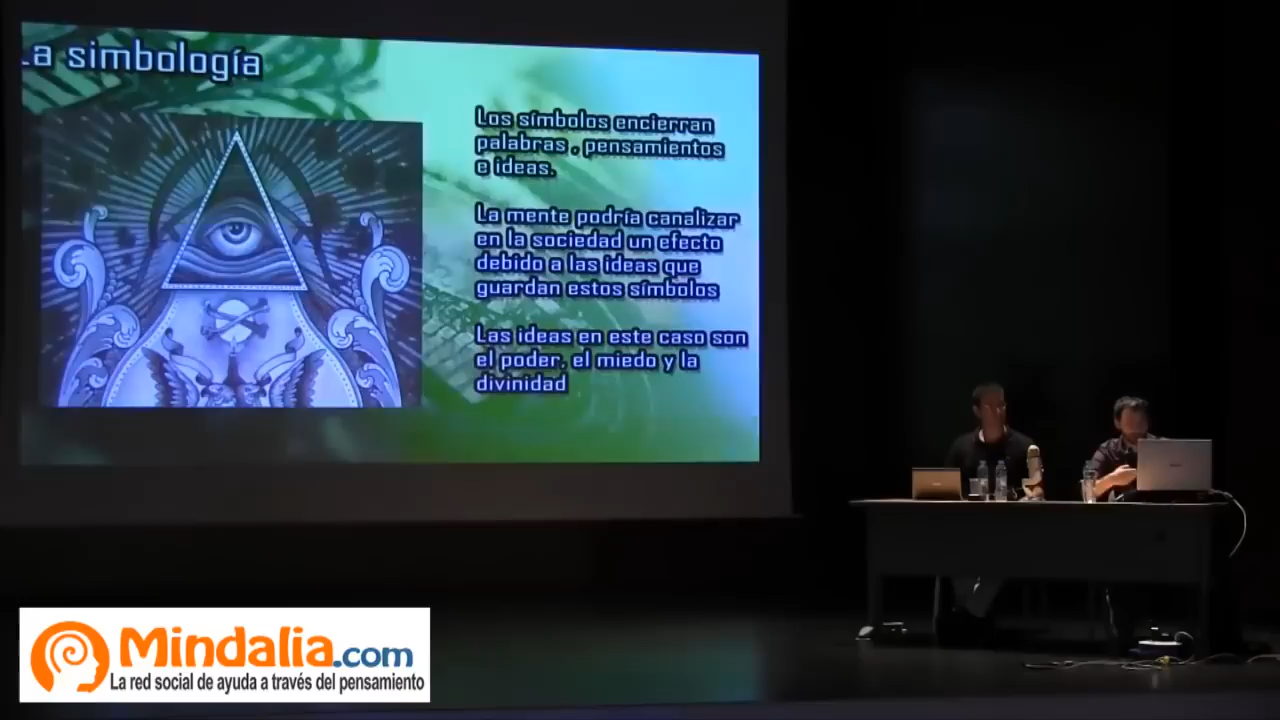 La simbología
Los símbolos encierran
palabras , pensamientos
e ideas.
La mente podría canalizar
en la sociedad un efecto
debido a las ideas que
guardan estos símbolos
Las ideas en este caso son
el poder, el miedo y la
divinidad
Mindalia.com
La red social de ayuda a través del pensamiento